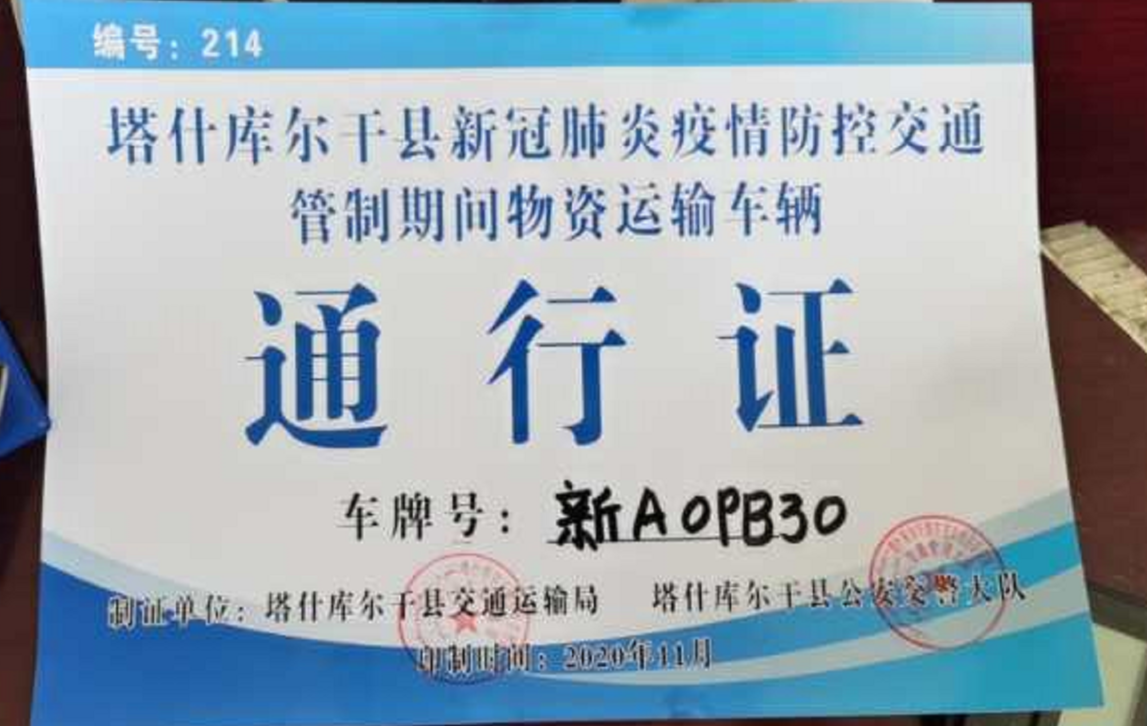 编号：214
塔什库尔干县新冠肺炎疫情防控交通
管制期间物资运输车辆
通行证
车牌号：新A0PB30
制证单位：塔什库尔干县交通运输局 塔什库尔干县公安交警大队
印制时间：2020年11月